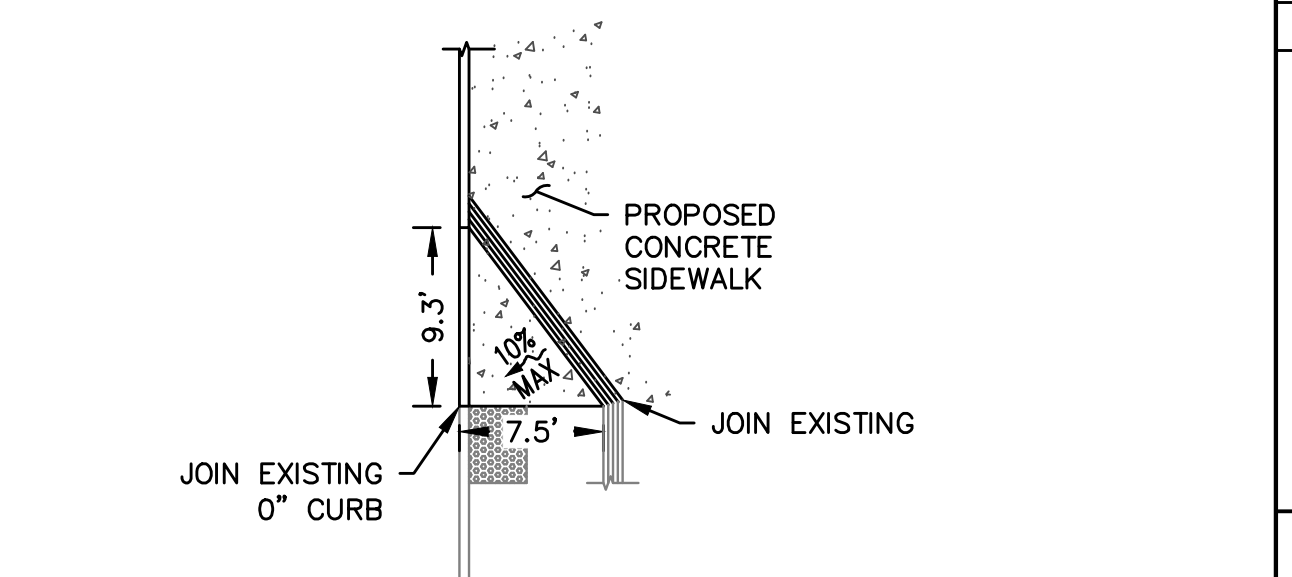 PROPOSED
CONCRETE
SIDEWALK
9.3'
10%
MAX
7.5'
JOIN EXISTING
JOIN EXISTING
0" CURB